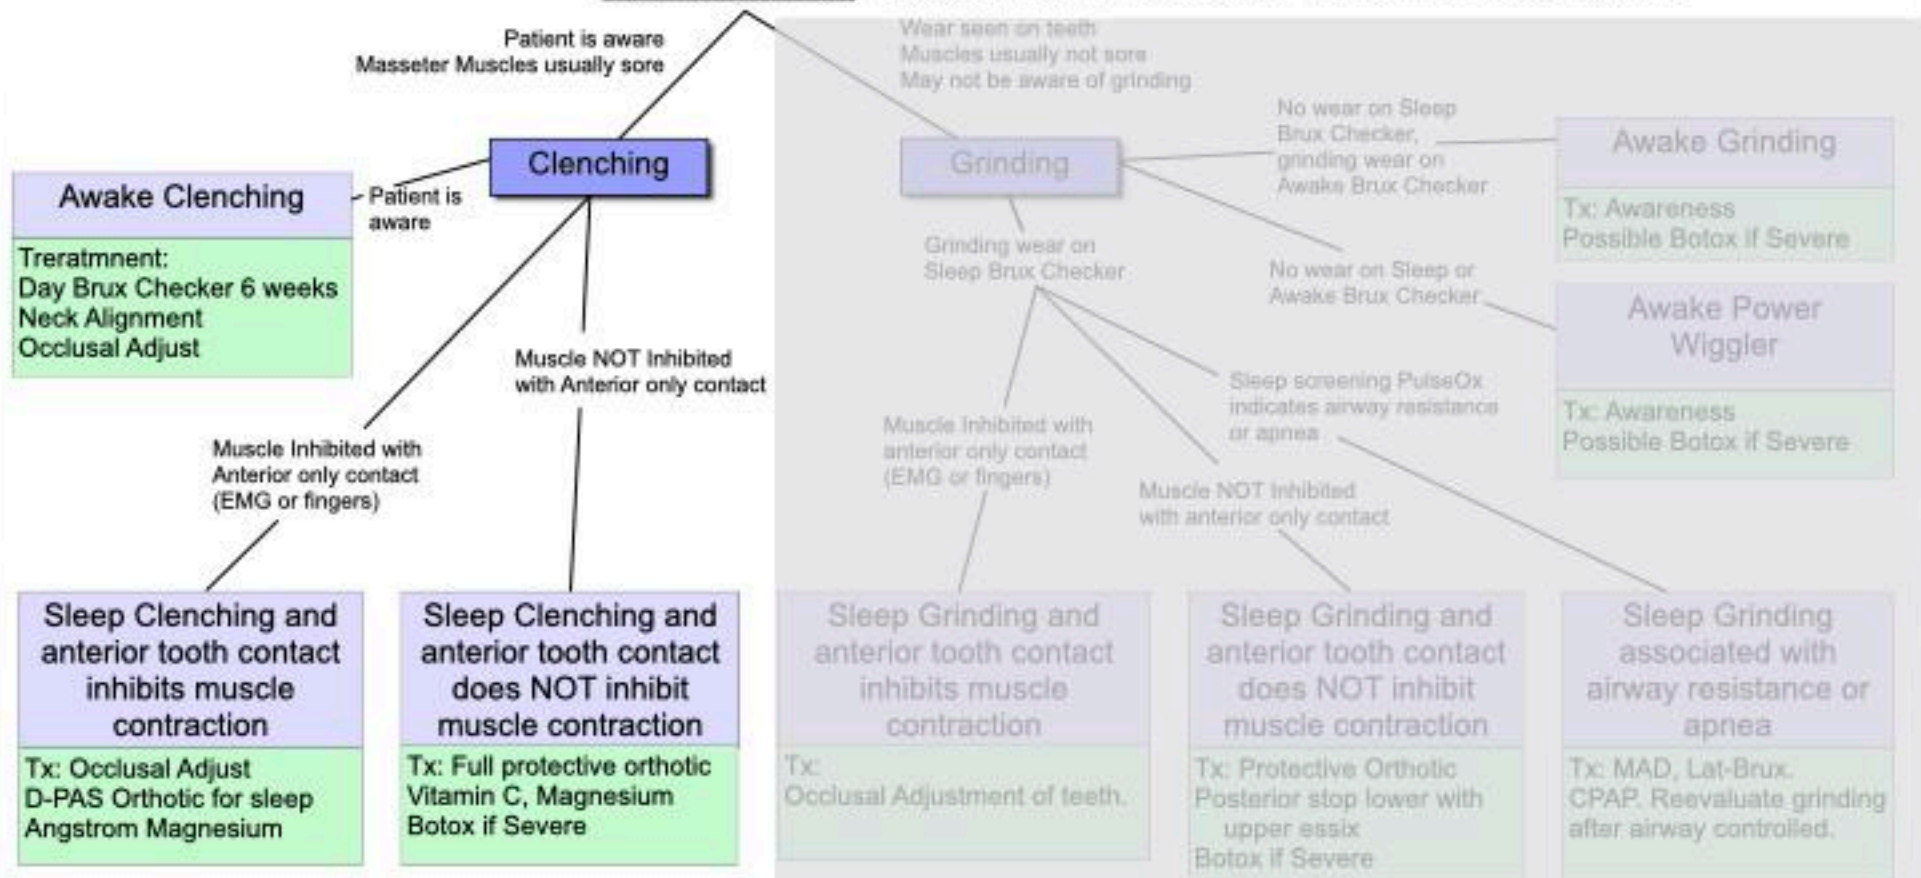 Patient is aware
Masseter Muscles usually sore
Wear seen on teeth
Muscles usually not sore
May not be aware of grinding
Clenching
Grinding
No wear on Sleep
Brux Checker,
grinding wear on
Awake Brux Checker
Awake Grinding
Tx: Awareness
Possible Botox if Severe
Awake Clenching
Patient is
aware
Treratmnent:
Day Brux Checker 6 weeks
Neck Alignment
Occlusal Adjust
Grinding wear on
Sleep Brux Checker
No wear on Sleep or
Awake Brux Checker
Awake Power
Wiggler
Tx: Awareness
Possible Botox if Severe
Muscle NOT Inhibited
with Anterior only contact
Muscle Inhibited with
Anterior only contact
(EMG or fingers)
Muscle Inhibited with
anterior only contact
(EMG or fingers)
Sleep screening PulseOx
indicates airway resistance
or apnea
Muscle NOT Inhibited
with anterior only contact
Sleep Clenching and
anterior tooth contact
inhibits muscle
contraction
Tx: Occlusal Adjust
D-PAS Orthotic for sleep
Angstrom Magnesium
Sleep Clenching and
anterior tooth contact
does NOT inhibit
muscle contraction
Tx: Full protective orthotic
Vitamin C, Magnesium
Botox if Severe
Sleep Grinding and
anterior tooth contact
inhibits muscle
contraction
Tx:
Occlusal Adjustment of teeth.
Sleep Grinding and
anterior tooth contact
does NOT inhibit
muscle contraction
Tx: Protective Orthotic
Posterior stop lower with
upper essix
Botox if Severe
Sleep Grinding
associated with
airway resistance or
apnea
Tx: MAD, Lat-Brux.
CPAP. Reevaluate grinding
after airway controlled.